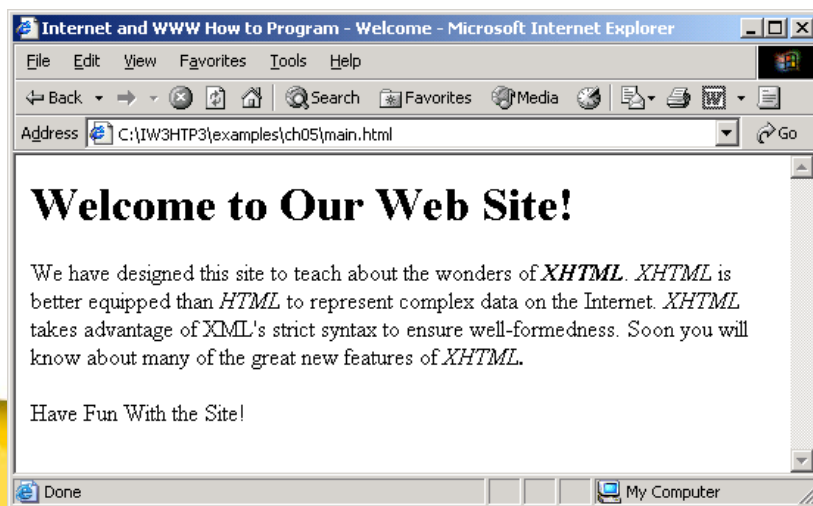 Internet and WWW How to Program - Welcome - Microsoft Internet Explorer
File Edit View Favorites Tools Help
Back Search Favorites Media
Address C:\IW3HTP3\examples\ch05\main.html Go
Welcome to Our Web Site!
We have designed this site to teach about the wonders of XHTML. XHTML is
better equipped than HTML to represent complex data on the Internet. XHTML
takes advantage of XML's strict syntax to ensure well-formedness. Soon you will
know about many of the great new features of XHTML.
Have Fun With the Site!
Done My Computer